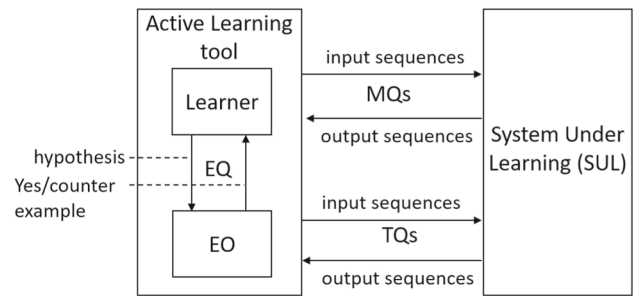 Active Learning
tool
Learner
hypothesis
EQ
Yes/counter
example
EO
input sequences
MQs
output sequences
input sequences
TQs
output sequences
System Under
Learning (SUL)